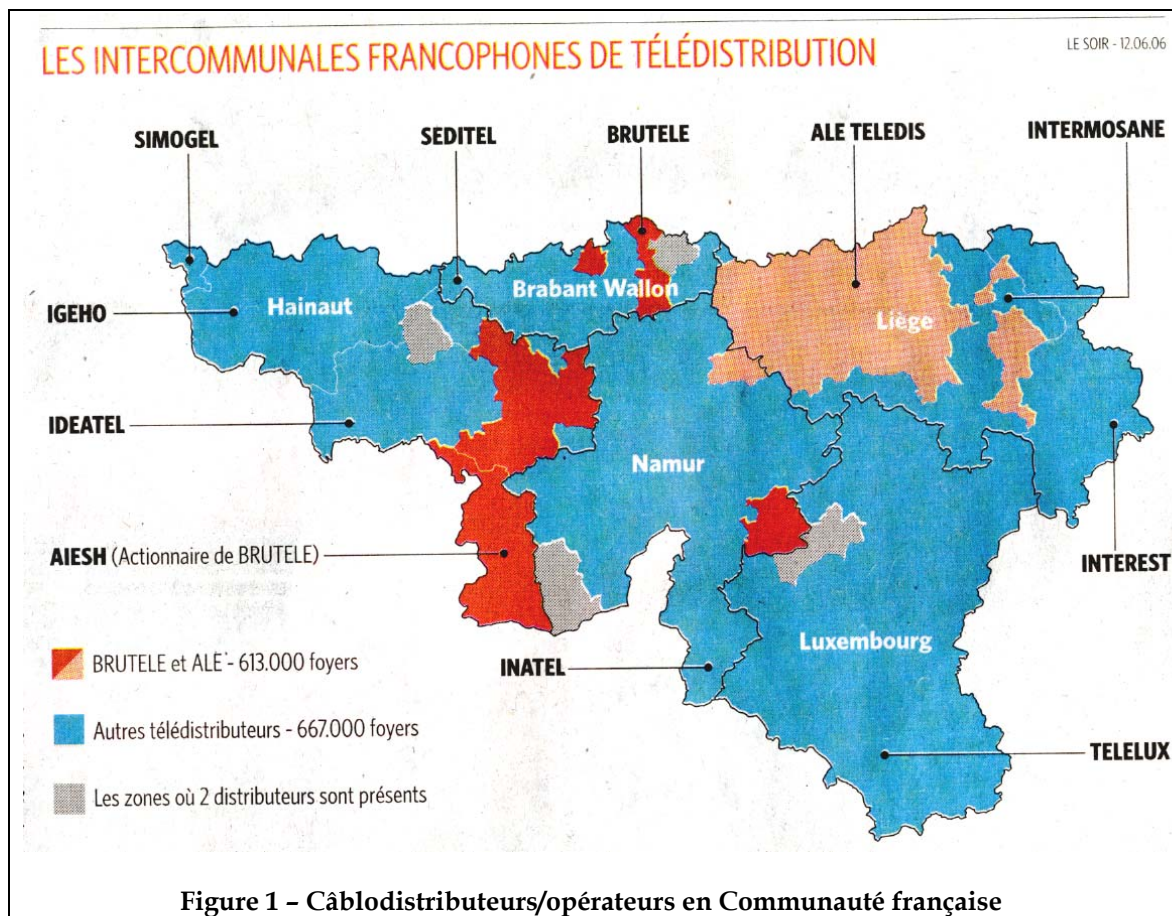 LES INTERCOMMUNALES FRANCOPHONES DE TÉLÉDISTRIBUTION
LE SOIR - 12.06.06
SIMOGEL
SEDITEL
BRUTELE
ALE TELEDIS
INTERMOSANE
IGEHO
Hainaut
Brabant Wallon
Liège
IDEATEL
Namur
AIESH (Actionnaire de BRUTELE)
INTEREST
Luxembourg
INATEL
BRUTELE et ALE - 613.000 foyers
Autres télédistributeurs - 667.000 foyers
TELELUX
Les zones où 2 distributeurs sont présents
Figure 1 – Câblodistributeurs/opérateurs en Communauté française